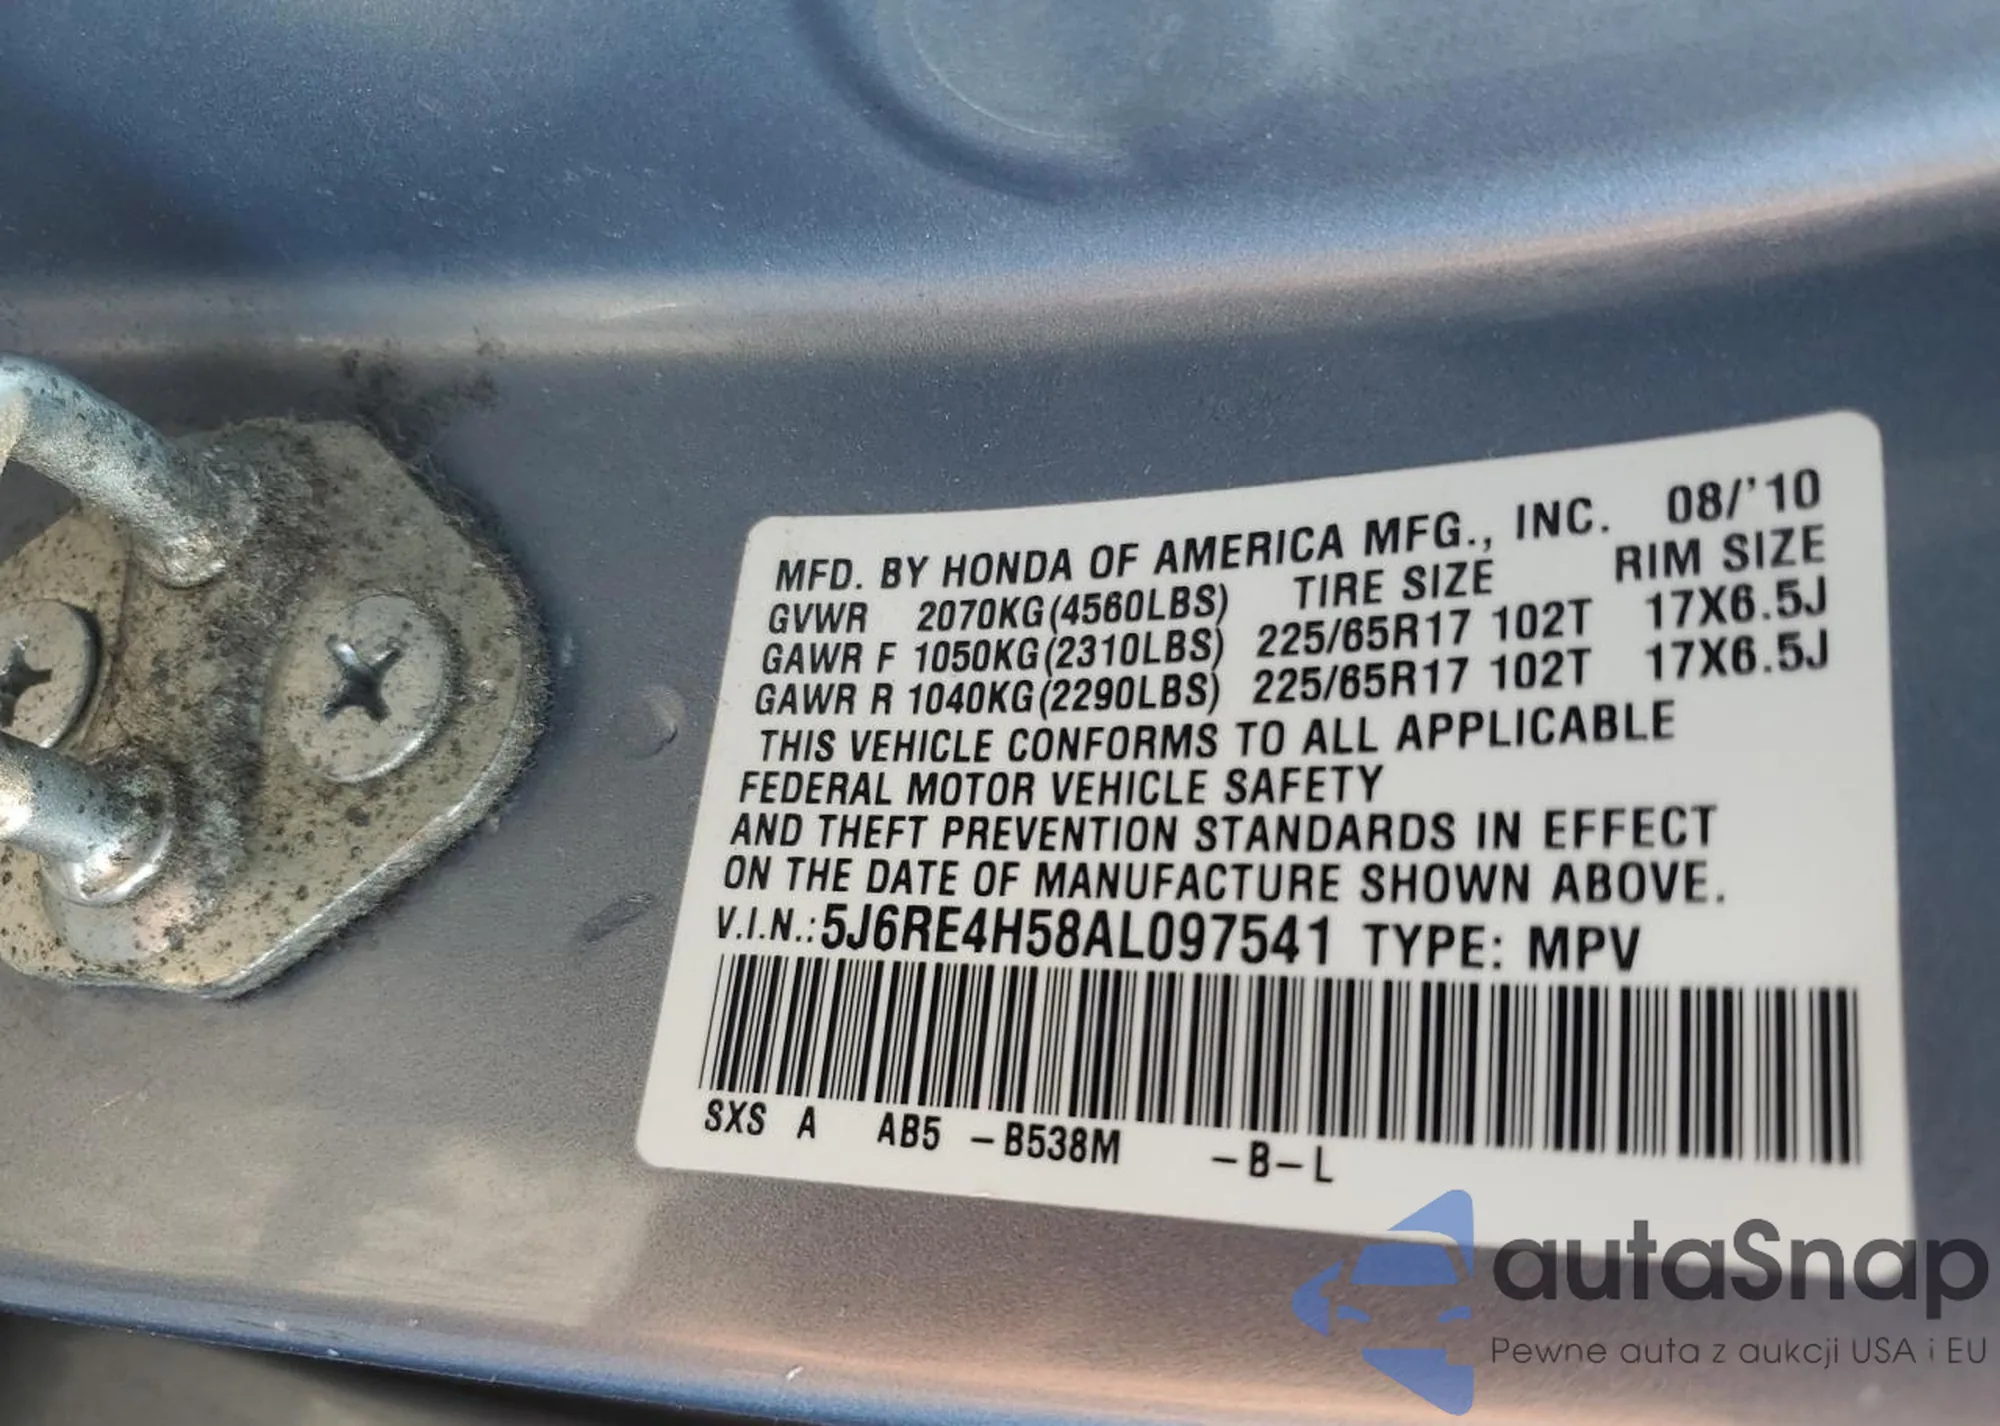 MFD. BY HONDA OF AMERICA MFG., INC. 08/'10
GVWR 2070KG(4560LBS) TIRE SIZE RIM SIZE
GAWR F 1050KG(2310LBS) 225/65R17 102T 17X6.5J
GAWR R 1040KG(2290LBS) 225/65R17 102T 17X6.5J
THIS VEHICLE CONFORMS TO ALL APPLICABLE
FEDERAL MOTOR VEHICLE SAFETY
AND THEFT PREVENTION STANDARDS IN EFFECT
ON THE DATE OF MANUFACTURE SHOWN ABOVE.
V.I.N.: 5J6RE4H58AL097541 TYPE: MPV
SXS A AB5 -B538M -B-L
autaSnap
Pewne auta z aukcji USA i EU